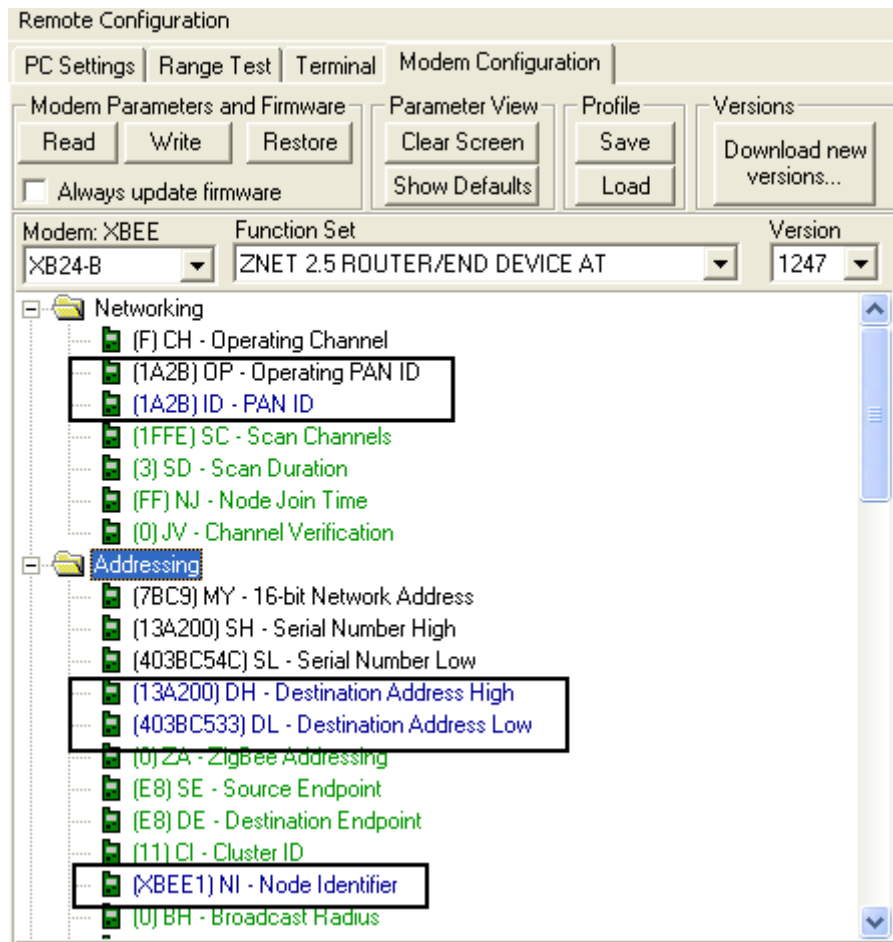 Remote Configuration
PC Settings Range Test Terminal Modem Configuration
Modem Parameters and Firmware Parameter View Profile Versions
Read Write Restore Clear Screen Save Download new versions...
Always update firmware Show Defaults Load
Modem: XBEE Function Set Version
XB24-B ZNET 2.5 ROUTER/END DEVICE AT 1247
Networking
(F) CH - Operating Channel
(1A2B) OP - Operating PAN ID
(1A2B) ID - PAN ID
(1FFE) SC - Scan Channels
(3) SD - Scan Duration
(FF) NJ - Node Join Time
(0) JV - Channel Verification
Addressing
(7BC9) MY - 16-bit Network Address
(13A200) SH - Serial Number High
(403BC54C) SL - Serial Number Low
(13A200) DH - Destination Address High
(403BC533) DL - Destination Address Low
(0) ZA - ZigBee Addressing
(E8) SE - Source Endpoint
(E8) DE - Destination Endpoint
(11) CI - Cluster ID
(XBEE1) NI - Node Identifier
(0) BH - Broadcast Radius